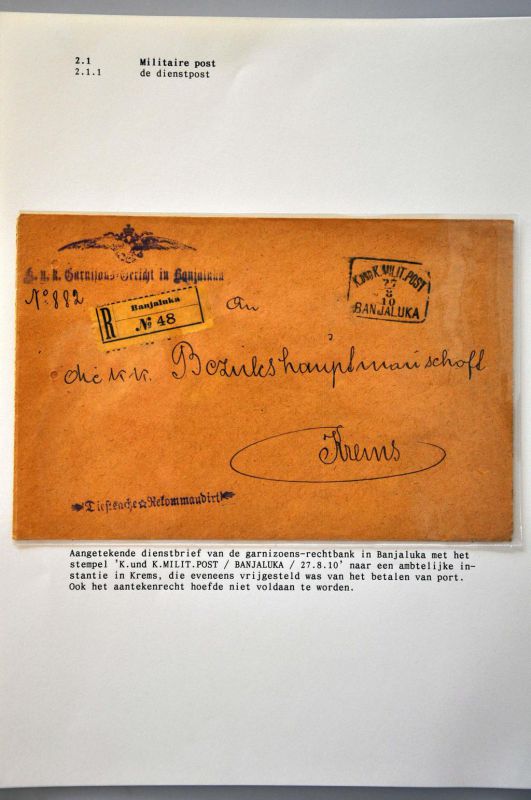 2.1 Militaire post
2.1.1 de dienstpost
K. u. k. Garnisons-Gericht in Banjaluka
No 882
R
Banjaluka
No 48
K.UND K.MILIT.POST
27
8
10
BANJALUKA
An
die k.k. Bezirkshauptmannschaft
Krems
Dienstsache Rekommandirt
Aangetekende dienstbrief van de garnizoens-rechtbank in Banjaluka met het
stempel 'K.und K.MILIT.POST / BANJALUKA / 27.8.10' naar een ambtelijke in-
stantie in Krems, die eveneens vrijgesteld was van het betalen van port.
Ook het aantekenrecht hoefde niet voldaan te worden.